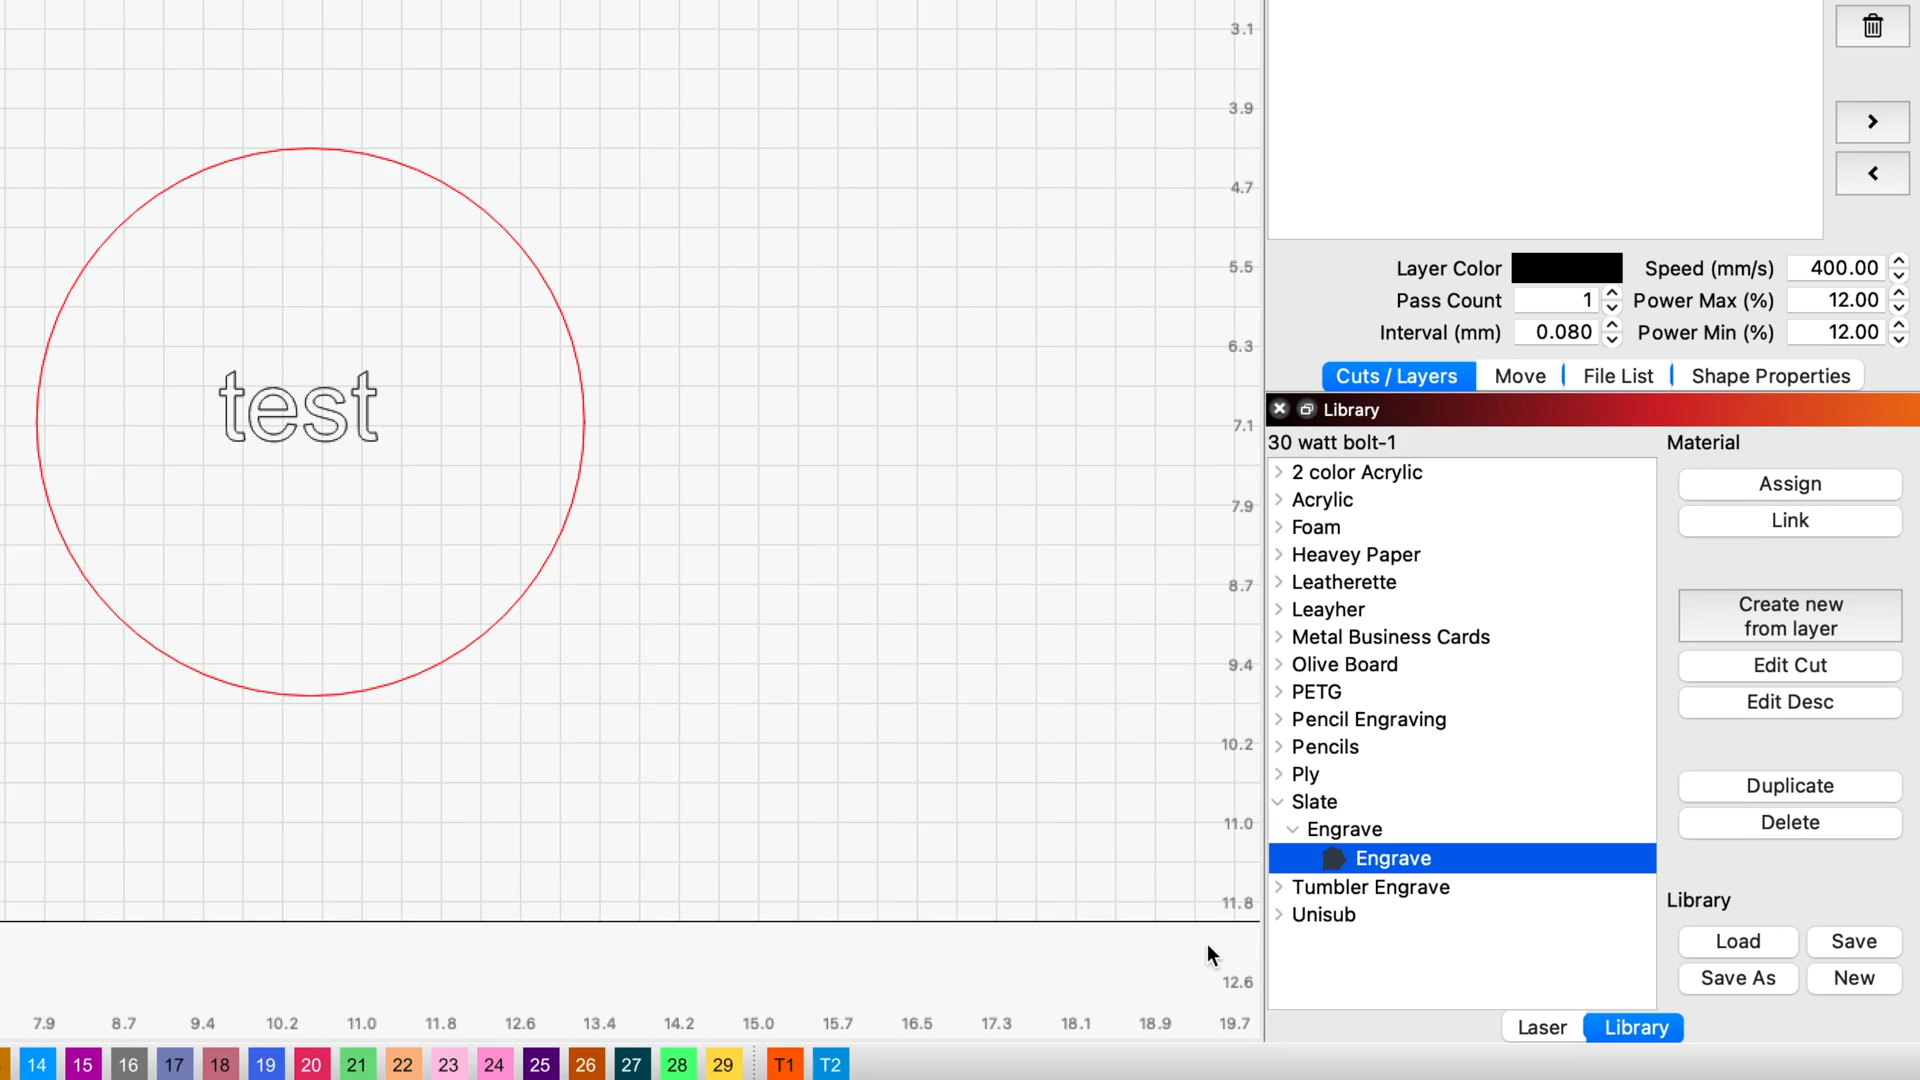 3.1
3.9
4.7
5.5
6.3
7.1
7.9
8.7
9.4
10.2
11.0
11.8
12.6
test
7.9 8.7 9.4 10.2 11.0 11.8 12.6 13.4 14.2 15.0 15.7 16.5 17.3 18.1 18.9 19.7
14 15 16 17 18 19 20 21 22 23 24 25 26 27 28 29 T1 T2
Layer Color Speed (mm/s) 400.00
Pass Count 1 Power Max (%) 12.00
Interval (mm) 0.080 Power Min (%) 12.00
Cuts / Layers Move File List Shape Properties
Library
30 watt bolt-1
2 color Acrylic
Acrylic
Foam
Heavey Paper
Leatherette
Leayher
Metal Business Cards
Olive Board
PETG
Pencil Engraving
Pencils
Ply
Slate
Engrave
Engrave
Tumbler Engrave
Unisub
Material
Assign
Link
Create new
from layer
Edit Cut
Edit Desc
Duplicate
Delete
Library
Load Save
Save As New
Laser Library